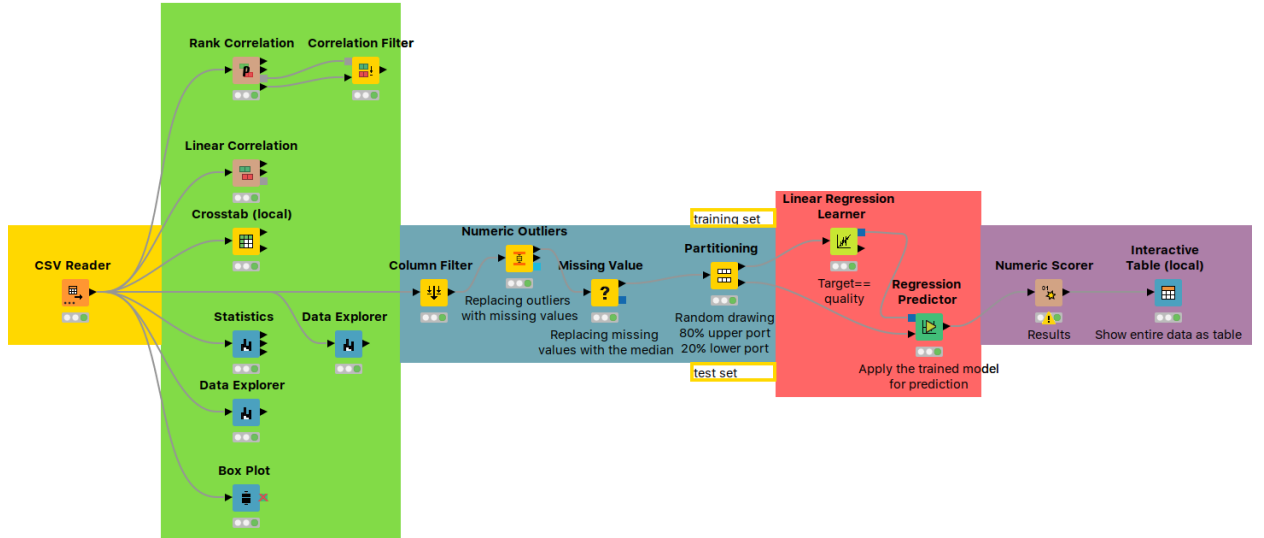 Rank Correlation
Correlation Filter
Linear Correlation
Crosstab (local)
CSV Reader
Statistics
Data Explorer
Data Explorer
Box Plot
Column Filter
Numeric Outliers
Replacing outliers
with missing values
Missing Value
Replacing missing
values with the median
training set
Partitioning
Random drawing
80% upper port
20% lower port
test set
Linear Regression
Learner
Target==
quality
Regression
Predictor
Apply the trained model
for prediction
Numeric Scorer
Results
Interactive
Table (local)
Show entire data as table